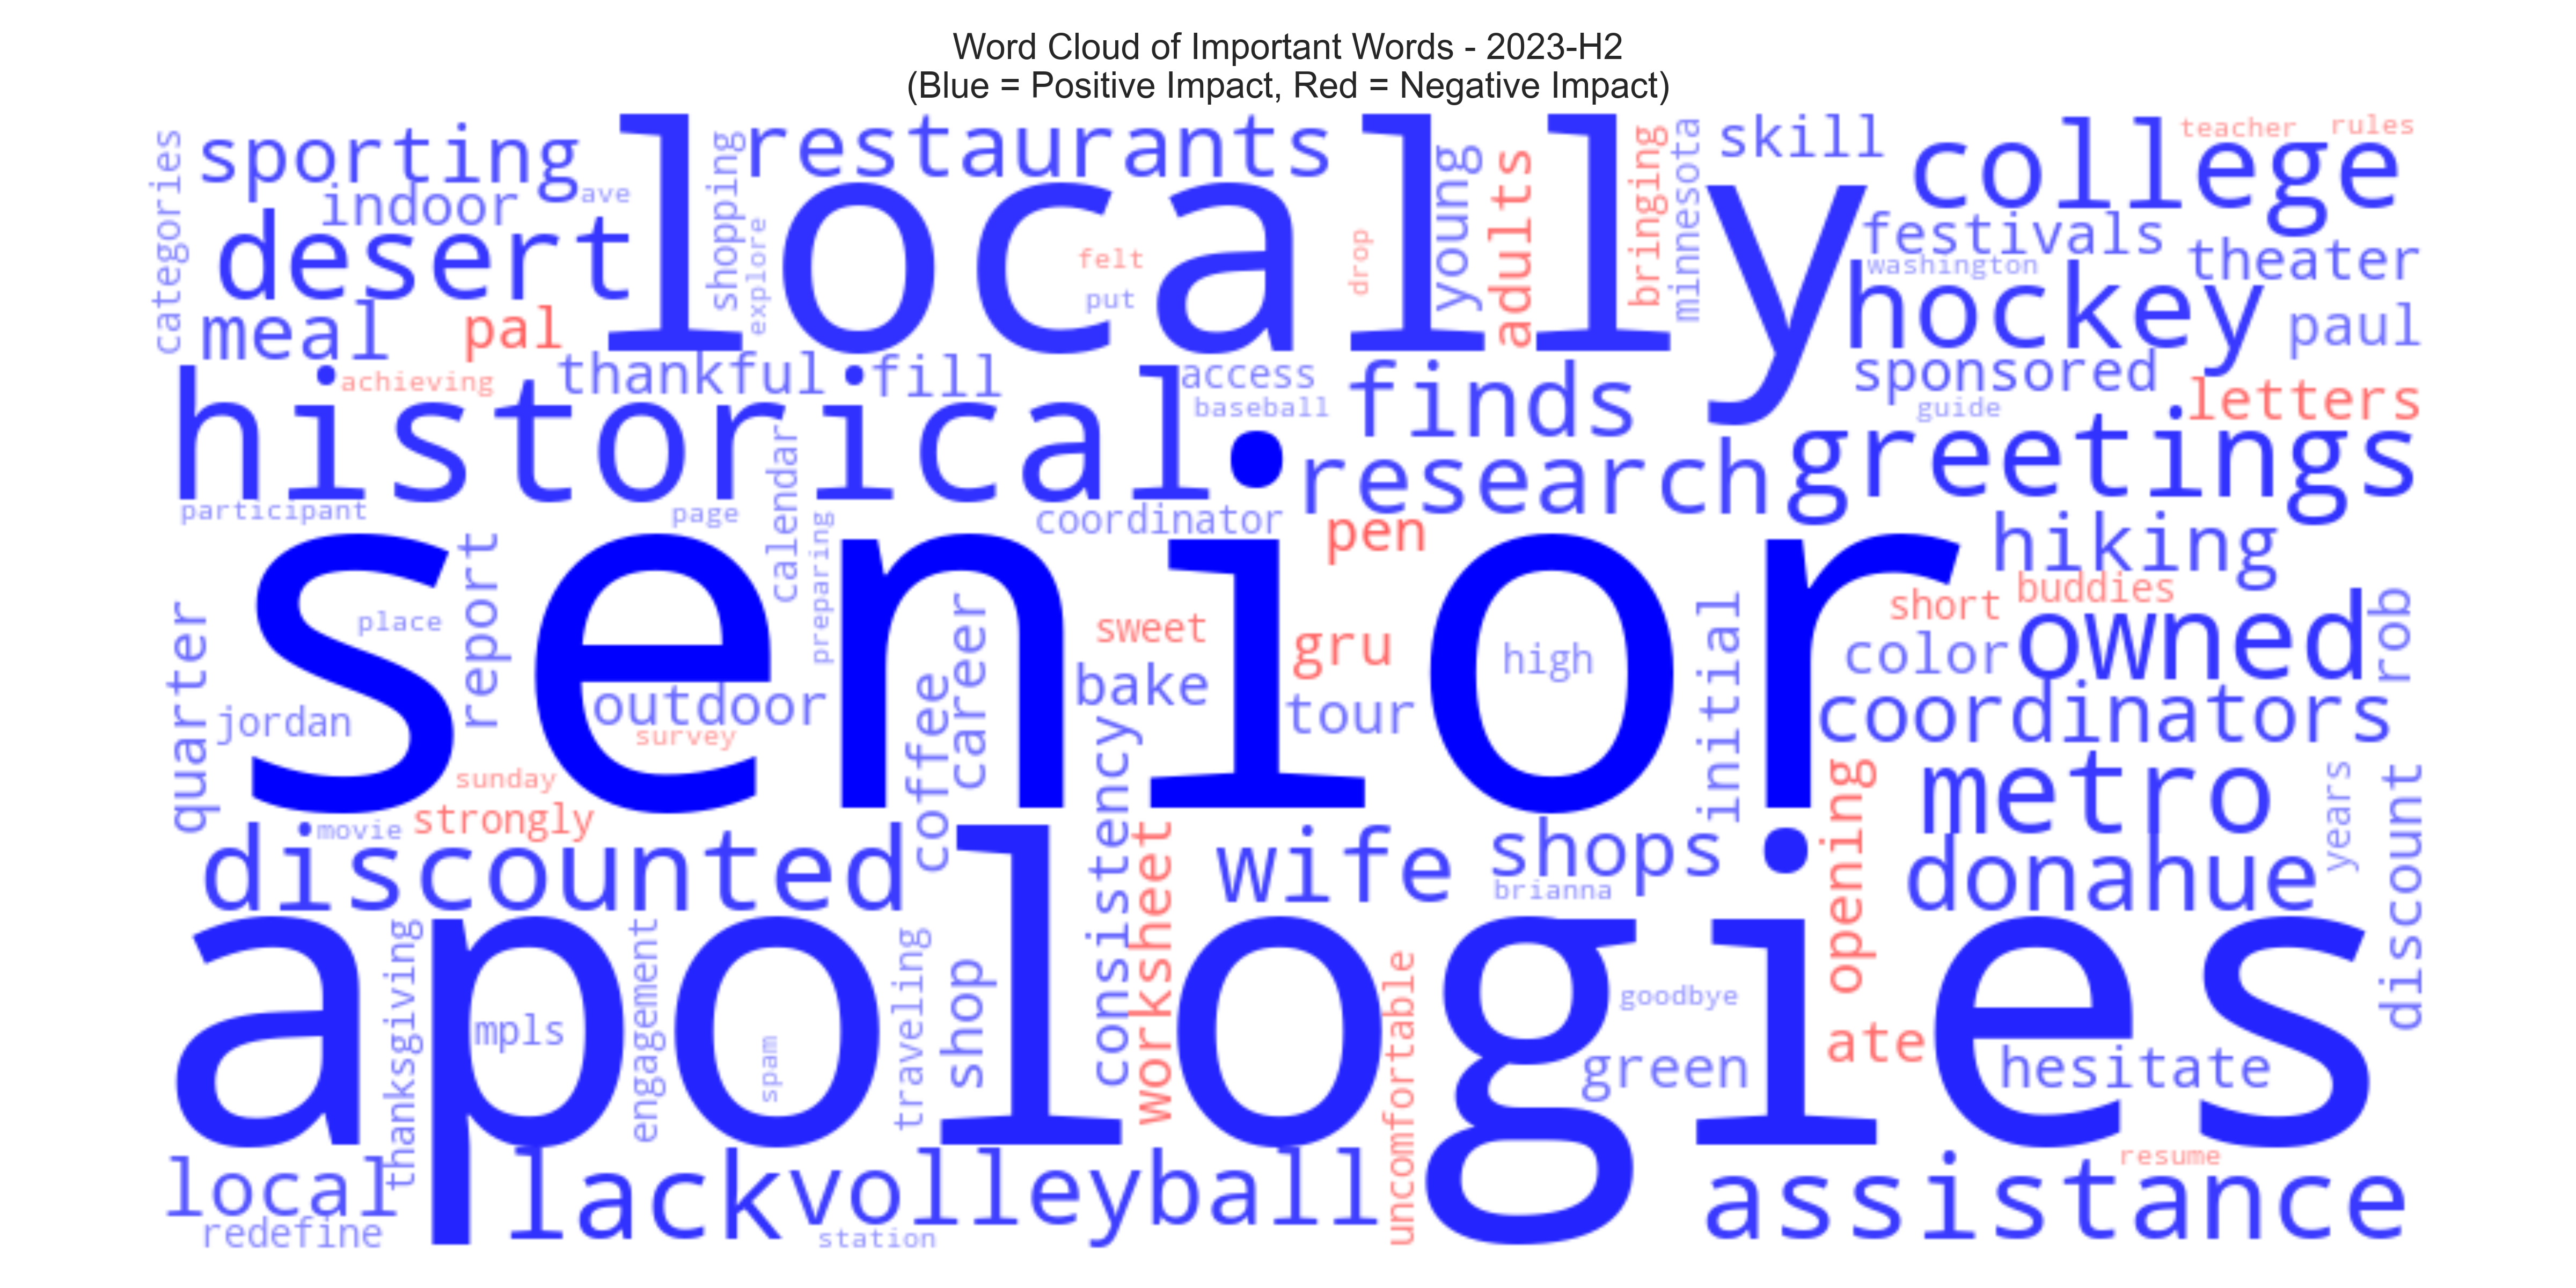 Word Cloud of Important Words - 2023-H2
(Blue = Positive Impact, Red = Negative Impact)
categories
sporting
indoor
ave
desert
meal
pal
locally
shopping
explore
restaurants
felt
put
drop
young
adults
bringing
minnesota
skill
college
teacher
rules
festivals
washington
theater
hockey
paul
sponsored
guide
letters
historical
achieving
thankful
fill
access
baseball
finds
research
greetings
participant
page
calendar
preparing
coordinator
pen
hiking
senior
report
place
quarter
jordan
outdoor
survey
sunday
strongly
movie
coffee
career
sweet
bake
gru
tour
high
initial
short
buddies
color
owned
rob
coordinators
metro
donahue
years
discount
opening
discounted
consistency
worksheet
wife
shops
brianna
apologies
thanksgiving
mpls
engagement
spam
traveling
shop
uncomfortable
goodbye
green
ate
hesitate
local
redefine
lack
volleyball
station
resume
assistance